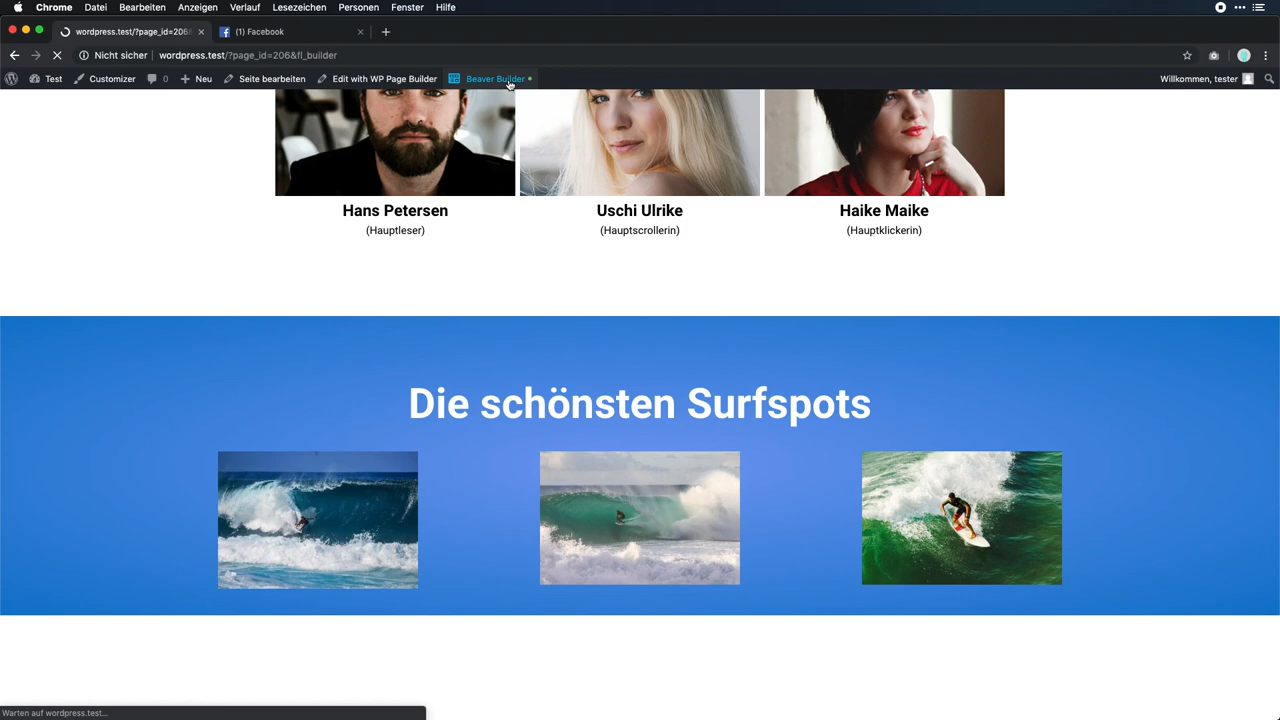 Chrome Datei Bearbeiten Anzeigen Verlauf Lesezeichen Personen Fenster Hilfe
wordpress.test/?page_id=206& (1) Facebook
Nicht sicher wordpress.test/?page_id=206&fl_builder
Test Customizer 0 Neu Seite bearbeiten Edit with WP Page Builder Beaver Builder Willkommen, tester
Hans Petersen Uschi Ulrike Haike Maike
(Hauptleser) (Hauptscrollerin) (Hauptklickerin)
Die schönsten Surfspots
Warten auf wordpress.test...